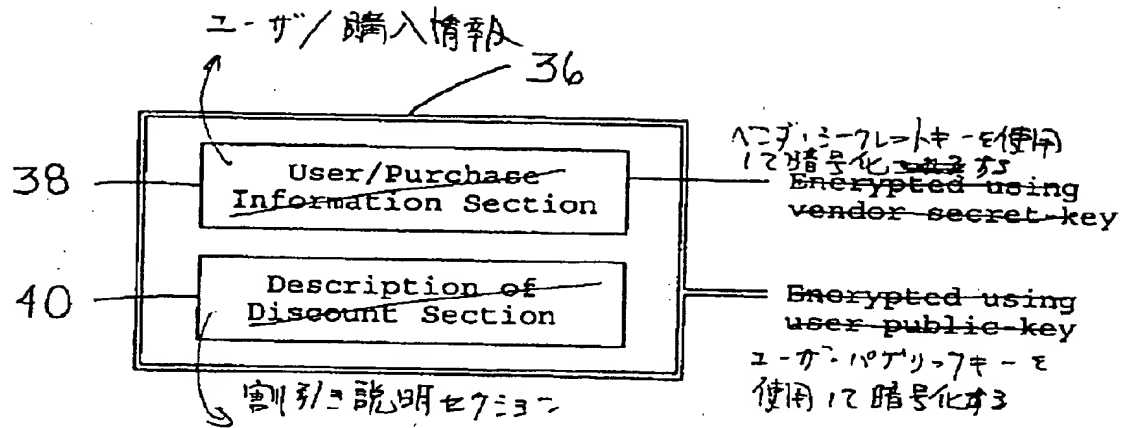 ユーザ/購入情報
36
ベンダ・シークレットキーを使用
して暗号化する
38
User/Purchase
Information Section
Encrypted using
vendor secret-key
40
Description of
Discount Section
Encrypted using
user public-key
ユーザ・パブリックキーを
使用して暗号化する
割引き説明セクション